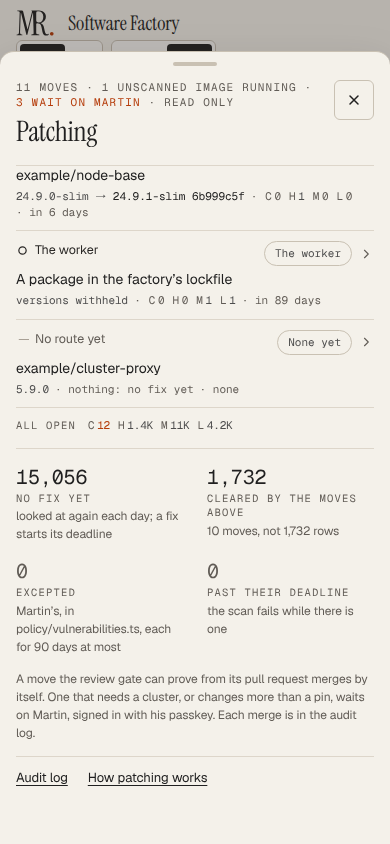 MR. Software Factory
11 MOVES · 1 UNSCANNED IMAGE RUNNING ·
3 WAIT ON MARTIN · READ ONLY
Patching
example/node-base
24.9.0-slim → 24.9.1-slim 6b999c5f · C0 H1 M0 L0
· in 6 days
The worker
The worker
A package in the factory’s lockfile
versions withheld · C0 H0 M1 L1 · in 89 days
— No route yet
None yet
example/cluster-proxy
5.9.0 · nothing: no fix yet · none
ALL OPEN C12 H1.4K M11K L4.2K
15,056
NO FIX YET
looked at again each day; a fix
starts its deadline
1,732
CLEARED BY THE MOVES
ABOVE
10 moves, not 1,732 rows
0
EXCEPTED
Martin’s, in
policy/vulnerabilities.ts, each
for 90 days at most
0
PAST THEIR DEADLINE
the scan fails while there is
one
A move the review gate can prove from its pull request merges by
itself. One that needs a cluster, or changes more than a pin, waits
on Martin, signed in with his passkey. Each merge is in the audit
log.
Audit log How patching works